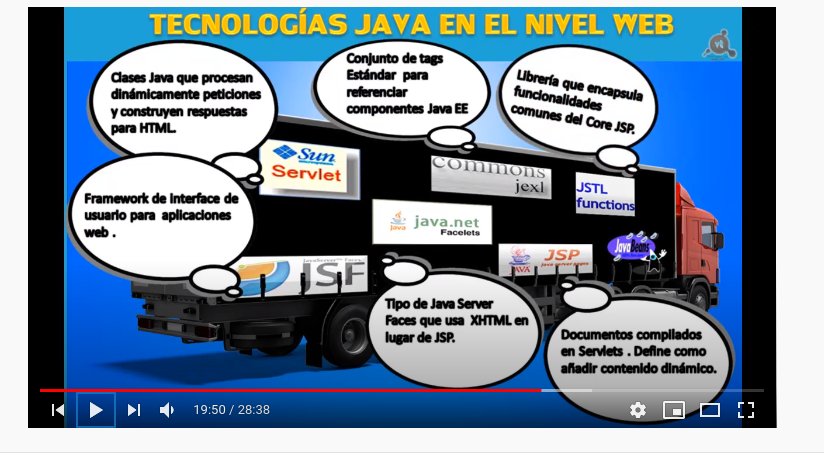 TECNOLOGÍAS JAVA EN EL NIVEL WEB
Clases Java que procesan
dinámicamente peticiones
y construyen respuestas
para HTML.
Conjunto de tags
Estándar para
referenciar
componentes Java EE
Librería que encapsula
funcionalidades
comunes del Core JSP.
Framework de Interface de
usuario para aplicaciones
web .
Sun
Servlet
commons
jexl
JSTL
functions
Java
java.net
Facelets
JSF
JAVA
JSP
JavaBeans
Tipo de Java Server
Faces que usa XHTML en
lugar de JSP.
Documentos compilados
en Servlets . Define como
añadir contenido dinámico.
19:50 / 28:38